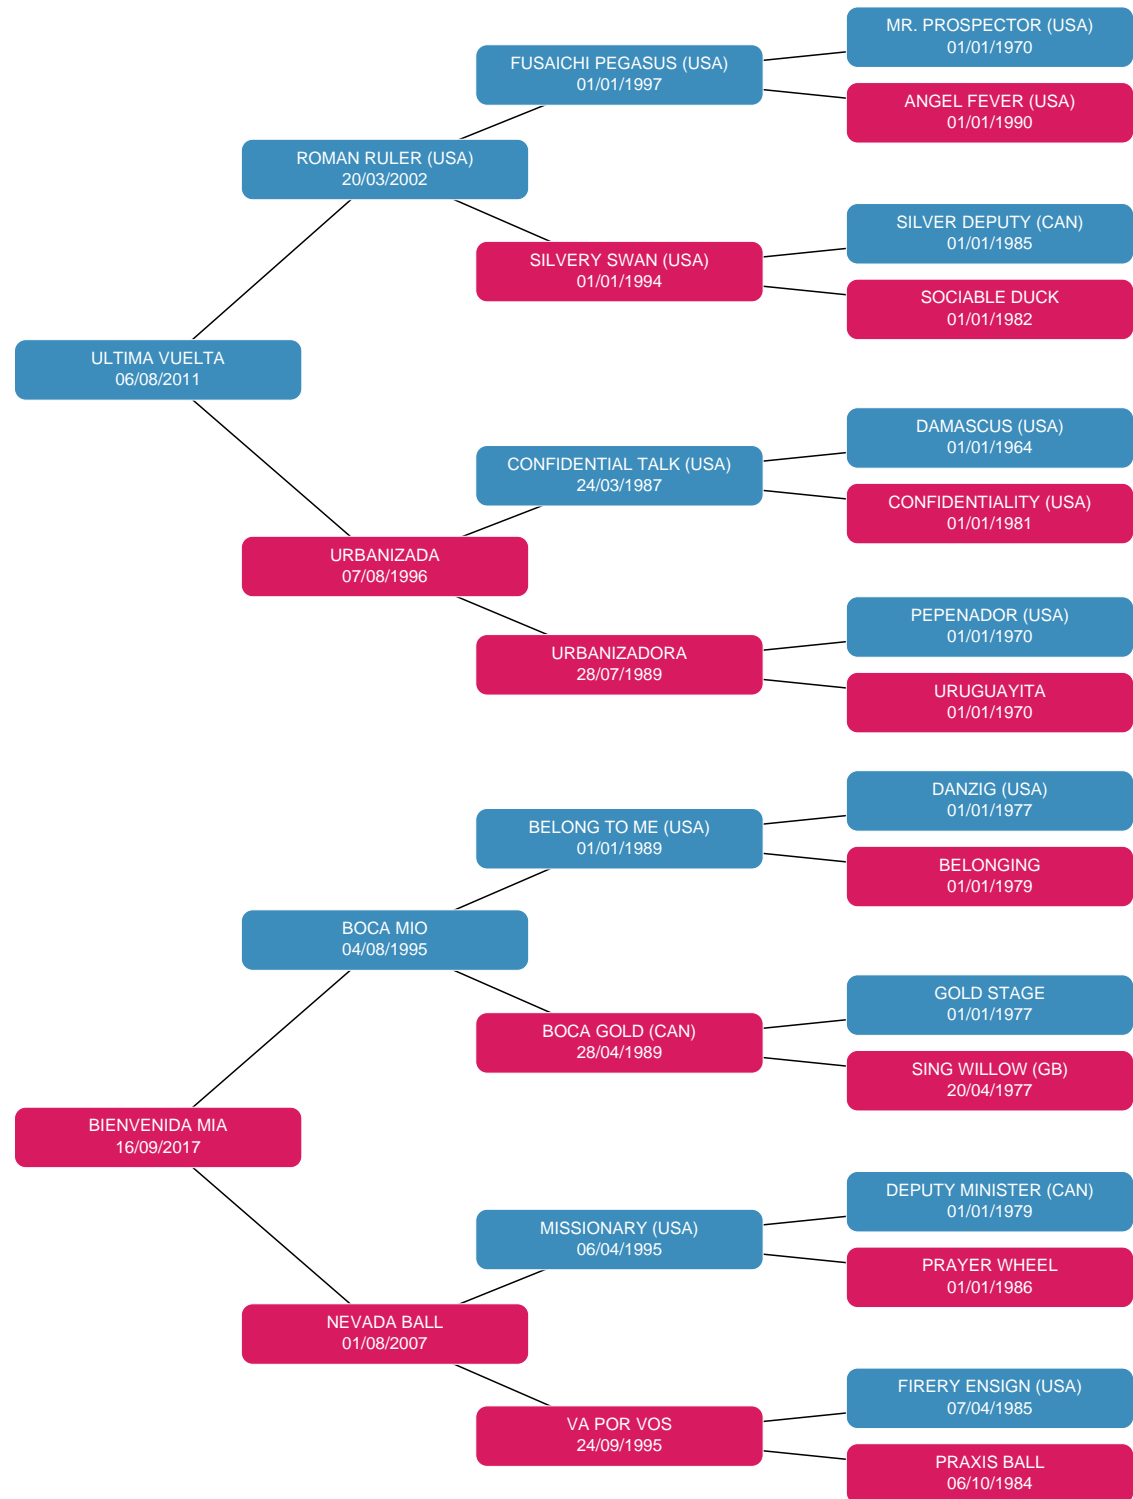 MR. PROSPECTOR (USA)
01/01/1970
FUSAICHI PEGASUS (USA)
01/01/1997
ANGEL FEVER (USA)
01/01/1990
ROMAN RULER (USA)
20/03/2002
SILVER DEPUTY (CAN)
01/01/1985
SILVERY SWAN (USA)
01/01/1994
SOCIABLE DUCK
01/01/1982
ULTIMA VUELTA
06/08/2011
DAMASCUS (USA)
01/01/1964
CONFIDENTIAL TALK (USA)
24/03/1987
CONFIDENTIALITY (USA)
01/01/1981
URBANIZADA
07/08/1996
PEPENADOR (USA)
01/01/1970
URBANIZADORA
28/07/1989
URUGUAYITA
01/01/1970
DANZIG (USA)
01/01/1977
BELONG TO ME (USA)
01/01/1989
BELONGING
01/01/1979
BOCA MIO
04/08/1995
GOLD STAGE
01/01/1977
BOCA GOLD (CAN)
28/04/1989
SING WILLOW (GB)
20/04/1977
BIENVENIDA MIA
16/09/2017
DEPUTY MINISTER (CAN)
01/01/1979
MISSIONARY (USA)
06/04/1995
PRAYER WHEEL
01/01/1986
NEVADA BALL
01/08/2007
FIRERY ENSIGN (USA)
07/04/1985
VA POR VOS
24/09/1995
PRAXIS BALL
06/10/1984